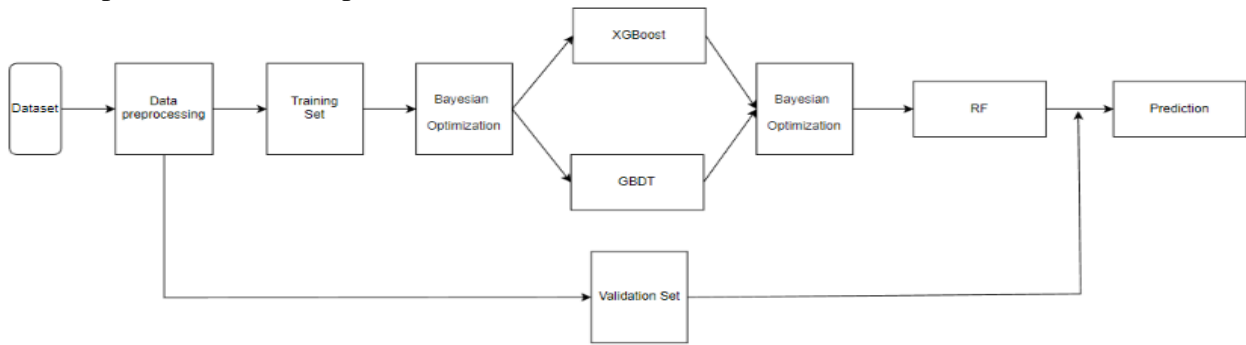 XGBoost
Dataset
Data
preprocessing
Training
Set
Bayesian
Optimization
Bayesian
Optimization
RF
Prediction
GBDT
Validation Set